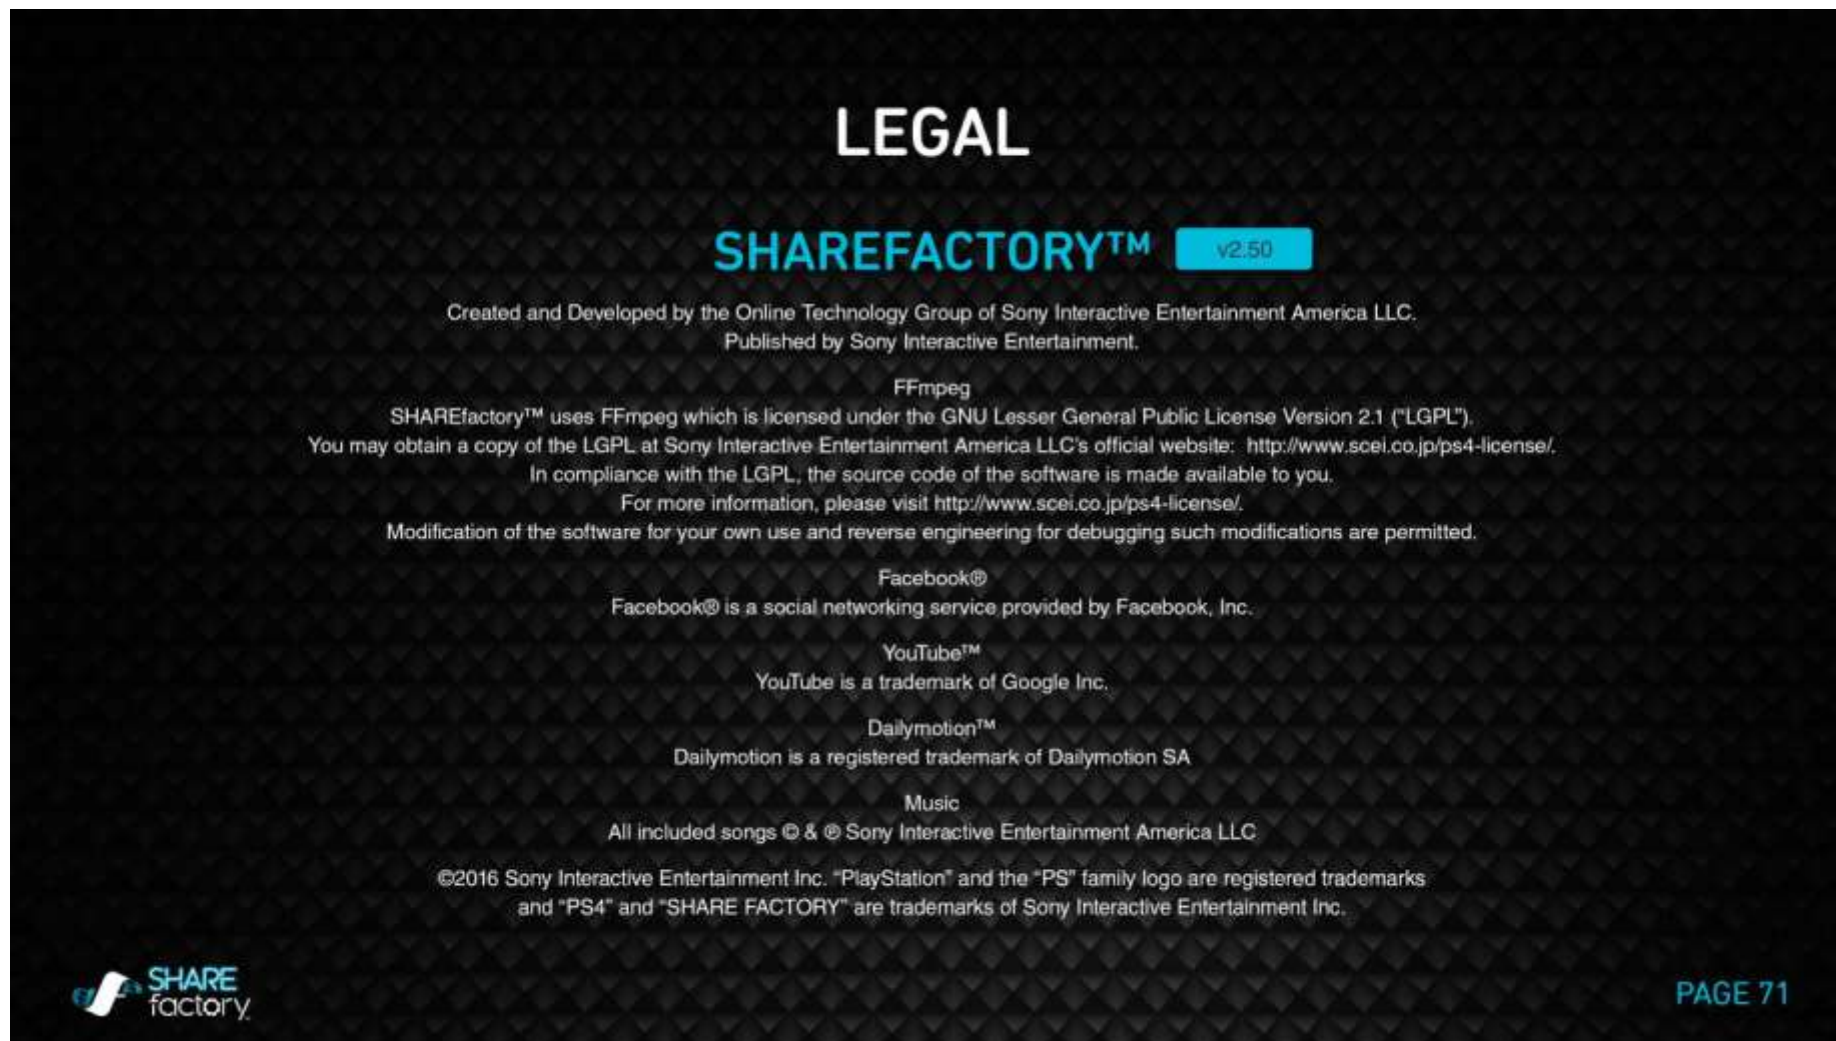 LEGAL
SHAREFACTORY™ v2.50
Created and Developed by the Online Technology Group of Sony Interactive Entertainment America LLC.
Published by Sony Interactive Entertainment.
FFmpeg
SHAREfactory™ uses FFmpeg which is licensed under the GNU Lesser General Public License Version 2.1 (“LGPL”).
You may obtain a copy of the LGPL at Sony Interactive Entertainment America LLC’s official website: http://www.scei.co.jp/ps4-license/.
In compliance with the LGPL, the source code of the software is made available to you.
For more information, please visit http://www.scei.co.jp/ps4-license/.
Modification of the software for your own use and reverse engineering for debugging such modifications are permitted.
Facebook®
Facebook® is a social networking service provided by Facebook, Inc.
YouTube™
YouTube is a trademark of Google Inc.
Dailymotion™
Dailymotion is a registered trademark of Dailymotion SA
Music
All included songs © & ℗ Sony Interactive Entertainment America LLC
©2016 Sony Interactive Entertainment Inc. “PlayStation” and the “PS” family logo are registered trademarks
and “PS4” and “SHARE FACTORY” are trademarks of Sony Interactive Entertainment Inc.
SHARE
factory
PAGE 71